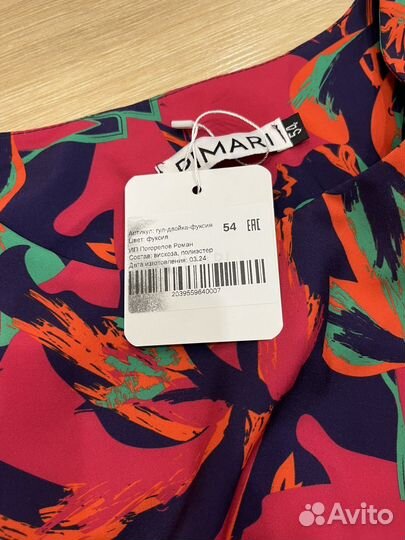 DIMARI
54
Артикул: гул-двойка-фуксия
Цвет: фуксия
ИП Погорелов Роман
Состав: вискоза, полиэстер
Дата изготовления: 03.24
54 EAC
2039559640007
Avito